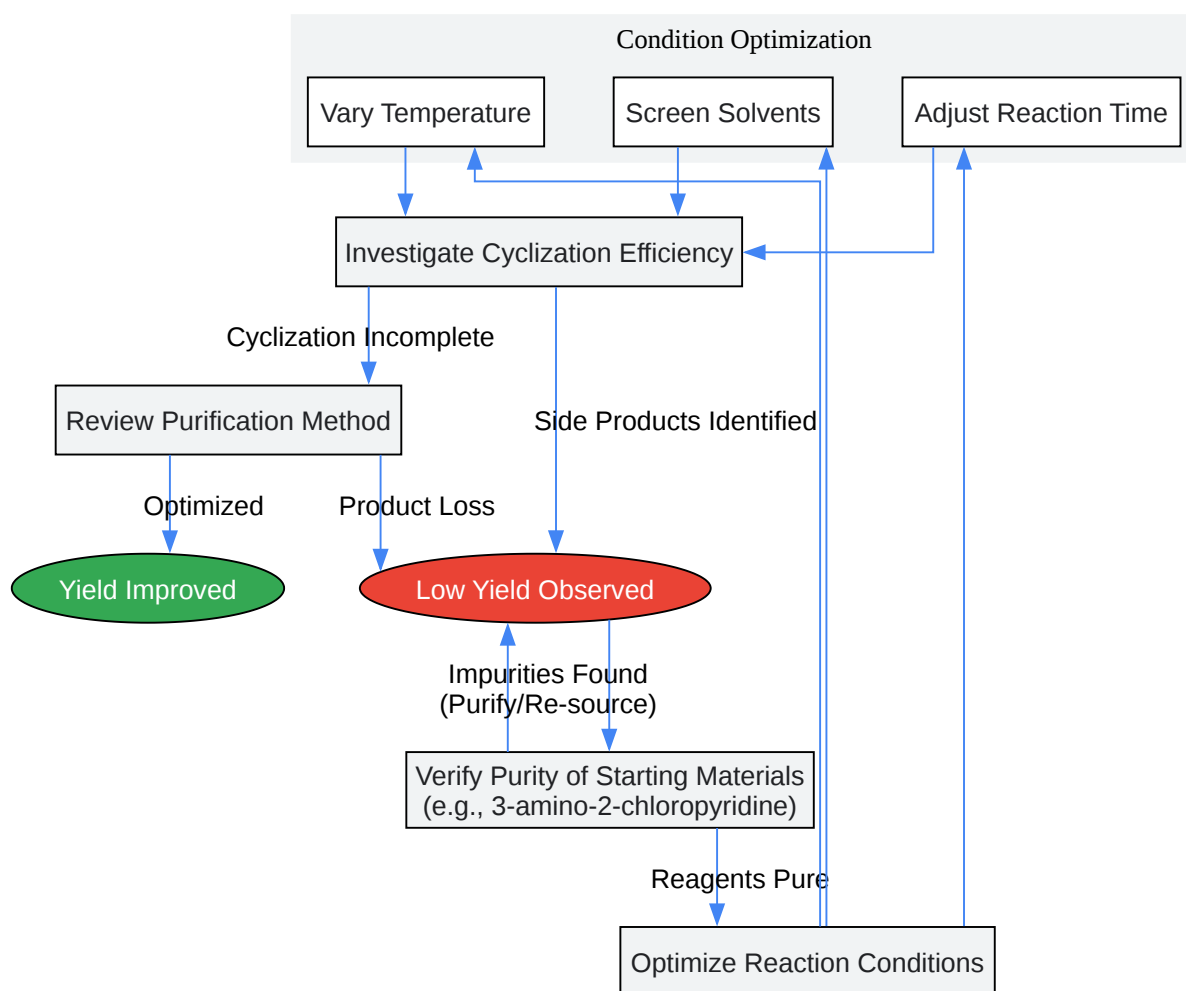 Condition Optimization
Vary Temperature
Screen Solvents
Adjust Reaction Time
Investigate Cyclization Efficiency
Cyclization Incomplete
Review Purification Method
Side Products Identified
Optimized
Product Loss
Yield Improved
Low Yield Observed
Impurities Found
(Purify/Re-source)
Verify Purity of Starting Materials
(e.g., 3-amino-2-chloropyridine)
Reagents Pure
Optimize Reaction Conditions